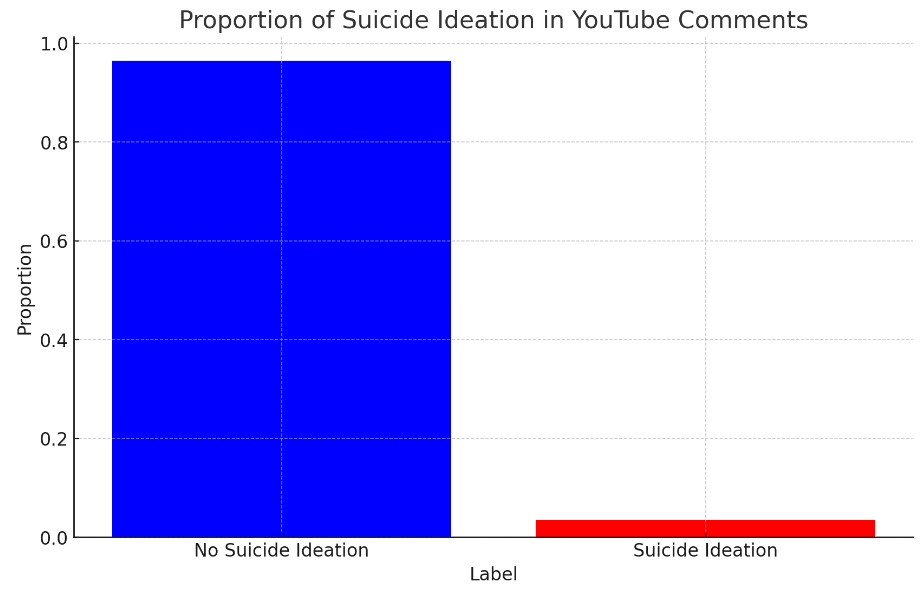 Proportion of Suicide Ideation in YouTube Comments
1.0
0.8
0.6
0.4
0.2
0.0
Proportion
No Suicide Ideation
Suicide Ideation
Label